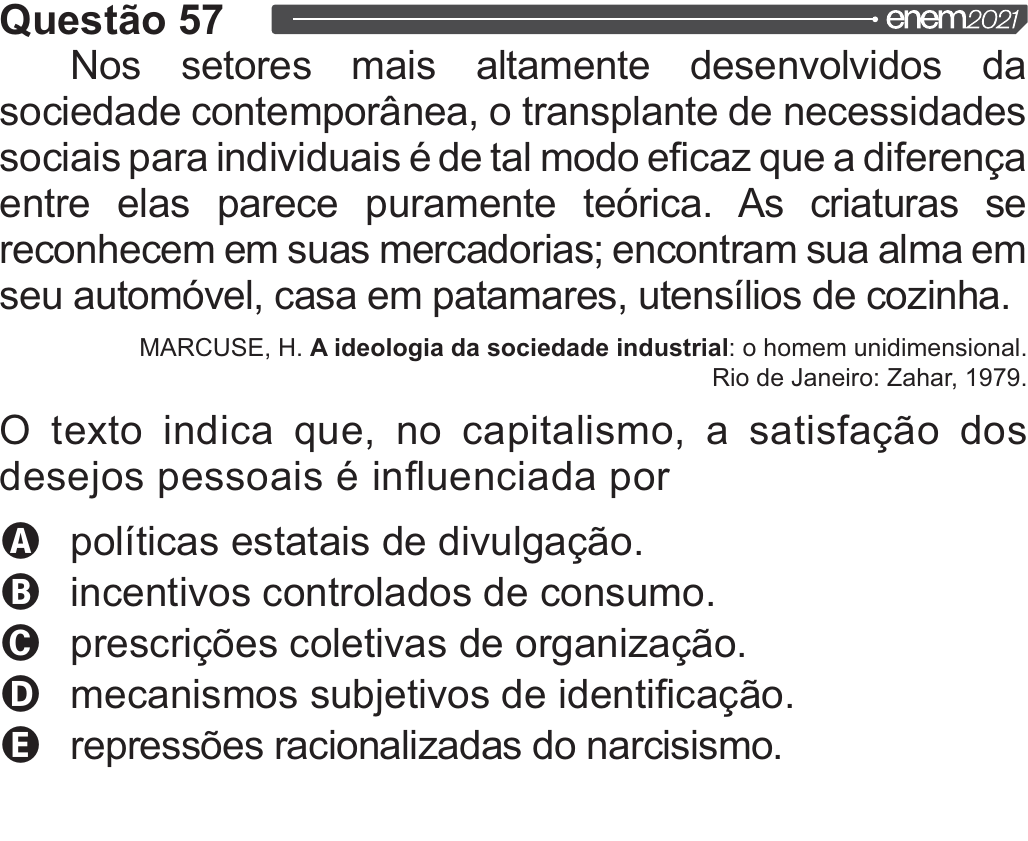 Questão 57
enem2021
Nos setores mais altamente desenvolvidos da
sociedade contemporânea, o transplante de necessidades
sociais para individuais é de tal modo eficaz que a diferença
entre elas parece puramente teórica. As criaturas se
reconhecem em suas mercadorias; encontram sua alma em
seu automóvel, casa em patamares, utensílios de cozinha.
MARCUSE, H. A ideologia da sociedade industrial: o homem unidimensional.
Rio de Janeiro: Zahar, 1979.
O texto indica que, no capitalismo, a satisfação dos
desejos pessoais é influenciada por
A políticas estatais de divulgação.
B incentivos controlados de consumo.
C prescrições coletivas de organização.
D mecanismos subjetivos de identificação.
E repressões racionalizadas do narcisismo.